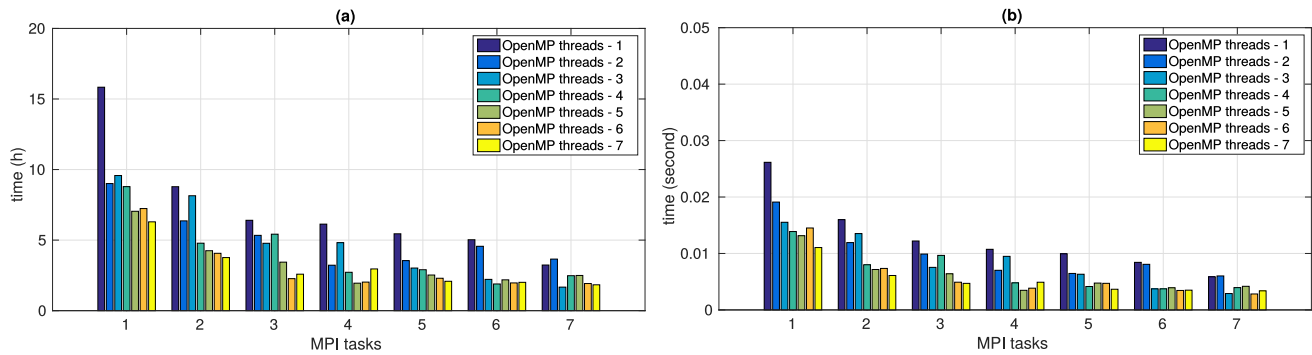 (a)
20
15
10
5
0
time (h)
1 2 3 4 5 6 7
MPI tasks
OpenMP threads - 1
OpenMP threads - 2
OpenMP threads - 3
OpenMP threads - 4
OpenMP threads - 5
OpenMP threads - 6
OpenMP threads - 7
(b)
0.05
0.04
0.03
0.02
0.01
0
time (second)
1 2 3 4 5 6 7
MPI tasks
OpenMP threads - 1
OpenMP threads - 2
OpenMP threads - 3
OpenMP threads - 4
OpenMP threads - 5
OpenMP threads - 6
OpenMP threads - 7